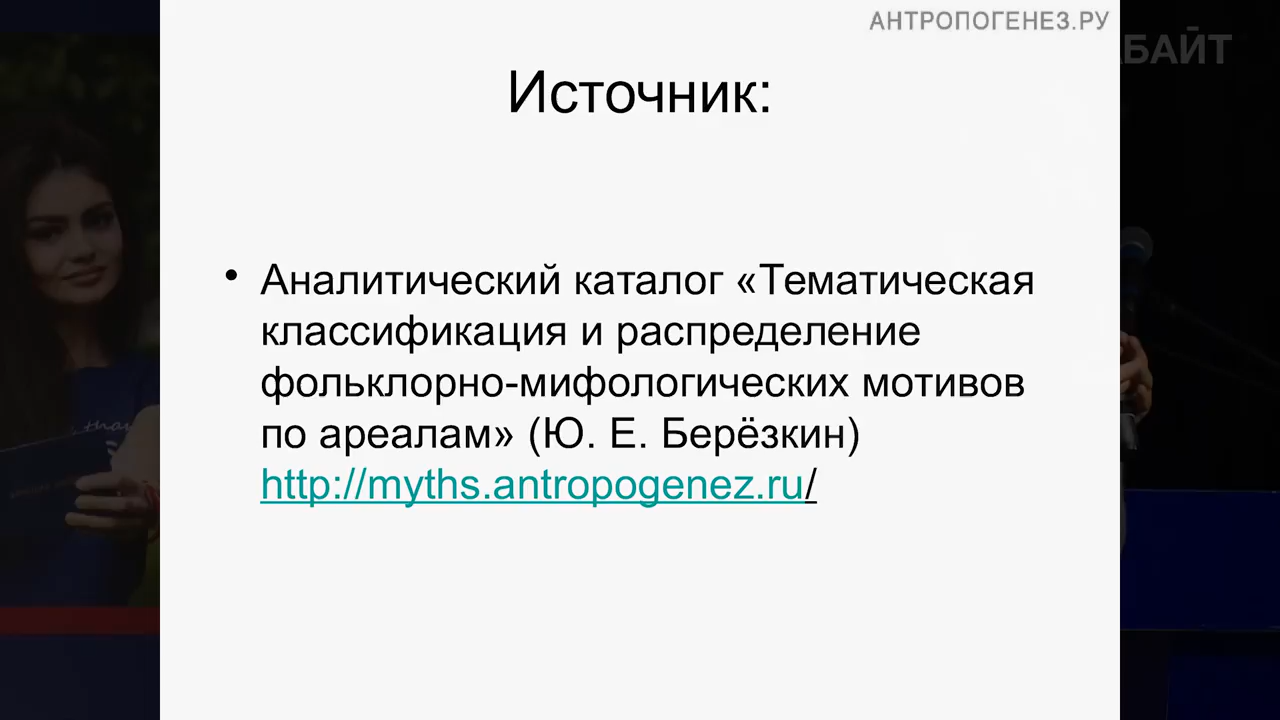 АНТРОПОГЕНЕЗ.РУ
БАЙТ
Источник:
• Аналитический каталог «Тематическая
классификация и распределение
фольклорно-мифологических мотивов
по ареалам» (Ю. Е. Берёзкин)
http://myths.antropogenez.ru/